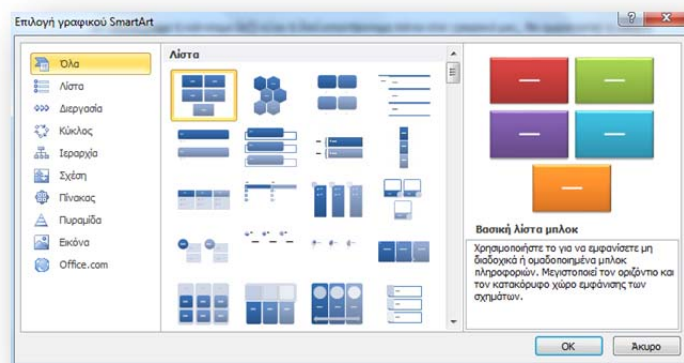 Επιλογή γραφικού SmartArt
Όλα
Λίστα
Διεργασία
Κύκλος
Ιεραρχία
Σχέση
Πίνακας
Πυραμίδα
Εικόνα
Office.com
Λίστα
Βασική λίστα μπλοκ
Χρησιμοποιήστε το για να εμφανίσετε μη
διαδοχικά ή ομαδοποιημένα μπλοκ
πληροφοριών. Μεγιστοποιεί τον οριζόντιο και
τον κατακόρυφο χώρο εμφάνισης των
σχημάτων.
OK
Άκυρο